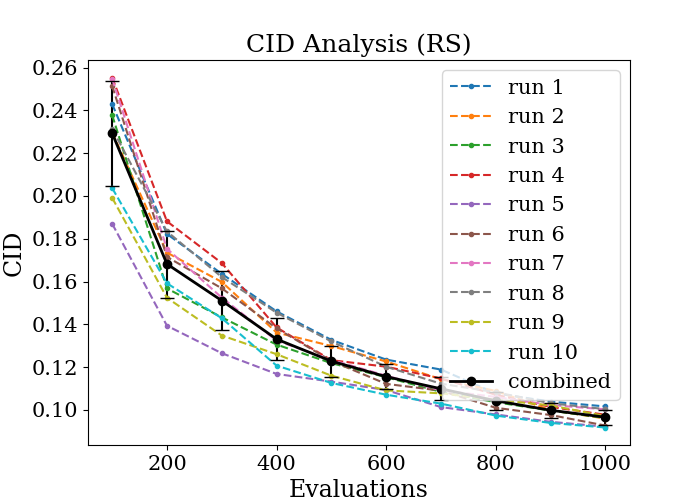 CID Analysis (RS)
CID
0.26
0.24
0.22
0.20
0.18
0.16
0.14
0.12
0.10
run 1
run 2
run 3
run 4
run 5
run 6
run 7
run 8
run 9
run 10
combined
200
400
600
800
1000
Evaluations